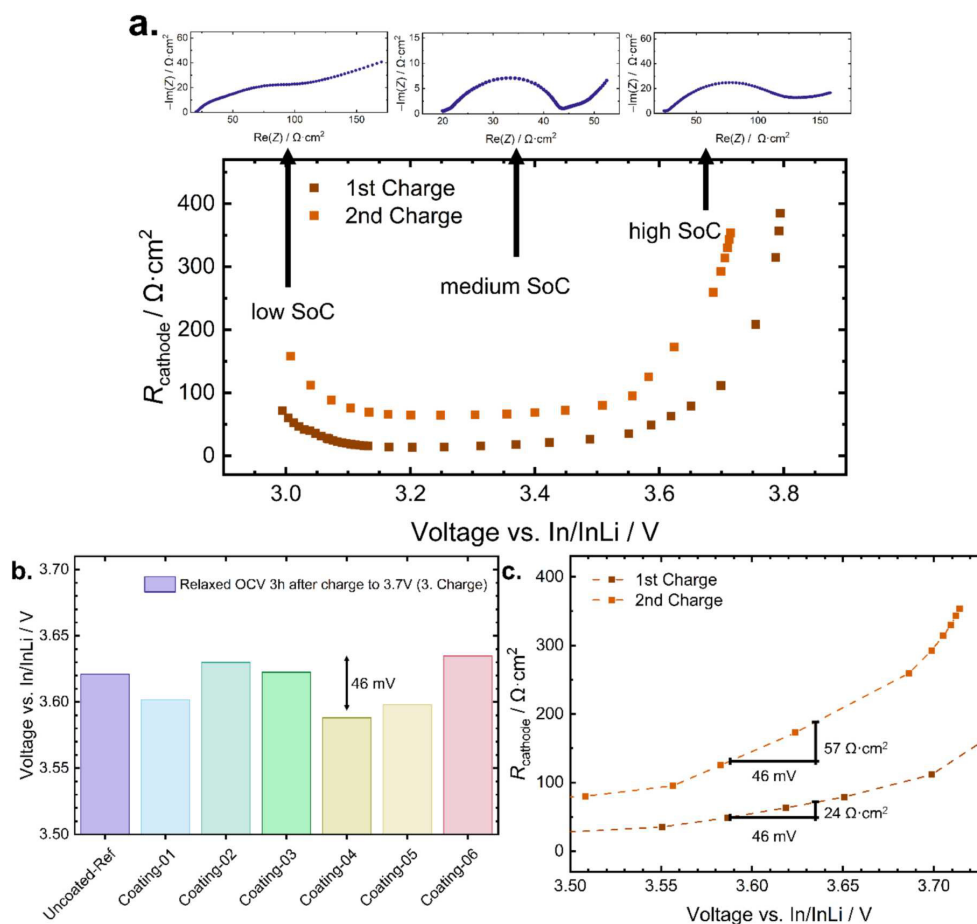 a.
60
40
20
0
50
100
150
–Im(Z) / Ω·cm²
Re(Z) / Ω·cm²
20
10
0
20
30
40
50
–Im(Z) / Ω·cm²
Re(Z) / Ω·cm²
60
40
20
0
50
100
150
–Im(Z) / Ω·cm²
Re(Z) / Ω·cm²
1st Charge
2nd Charge
low SoC
medium SoC
high SoC
400
300
200
100
0
R cathode / Ω·cm²
3.0
3.2
3.4
3.6
3.8
Voltage vs. In/InLi / V
b.
3.70
3.65
3.60
3.55
3.50
Voltage vs. In/InLi / V
Relaxed OCV 3h after charge to 3.7V (3. Charge)
46 mV
Uncoated-Ref
Coating-01
Coating-02
Coating-03
Coating-04
Coating-05
Coating-06
c.
400
300
200
100
0
R cathode / Ω·cm²
1st Charge
2nd Charge
57 Ω·cm²
46 mV
24 Ω·cm²
46 mV
3.50
3.55
3.60
3.65
3.70
Voltage vs. In/InLi / V